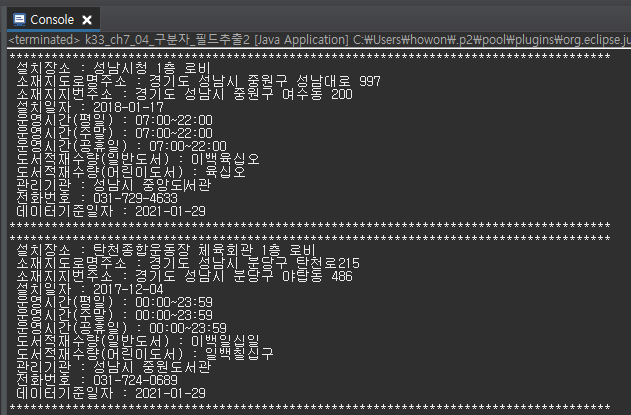 Console
<terminated> k33_ch7_04_구분자_필드추출2 [Java Application] C:₩Users₩howon₩.p2₩pool₩plugins₩org.eclipse.ju
*************************************************************************************
설치장소 : 성남시청 1층 로비
소재지도로명주소 : 경기도 성남시 중원구 성남대로 997
소재지지번주소 : 경기도 성남시 중원구 여수동 200
설치일자 : 2018-01-17
운영시간(평일) : 07:00~22:00
운영시간(주말) : 07:00~22:00
운영시간(공휴일) : 07:00~22:00
도서적재수량(일반도서) : 이백육십오
도서적재수량(어린이도서) : 육십오
관리기관 : 성남시 중앙도서관
전화번호 : 031-729-4633
데이터기준일자 : 2021-01-29
*************************************************************************************
*************************************************************************************
설치장소 : 탄천종합운동장 체육회관 1층 로비
소재지도로명주소 : 경기도 성남시 분당구 탄천로215
소재지지번주소 : 경기도 성남시 분당구 야탑동 486
설치일자 : 2017-12-04
운영시간(평일) : 00:00~23:59
운영시간(주말) : 00:00~23:59
운영시간(공휴일) : 00:00~23:59
도서적재수량(일반도서) : 이백일십일
도서적재수량(어린이도서) : 일백칠십구
관리기관 : 성남시 중원도서관
전화번호 : 031-724-0689
데이터기준일자 : 2021-01-29
*************************************************************************************